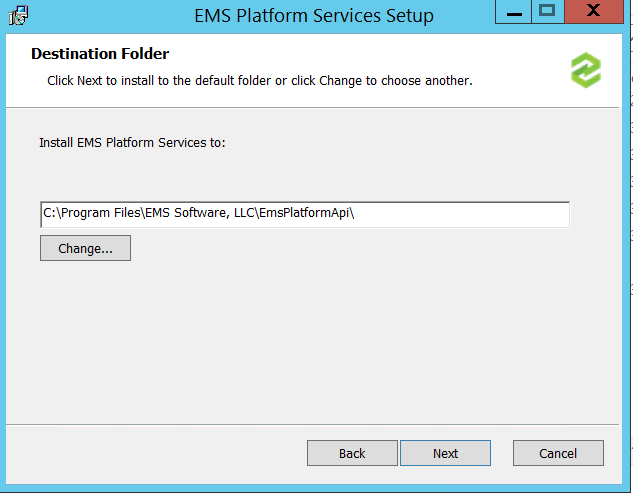 EMS Platform Services Setup
Destination Folder
Click Next to install to the default folder or click Change to choose another.
Install EMS Platform Services to:
C:\Program Files\EMS Software, LLC\EmsPlatformApi\
Change...
Back
Next
Cancel